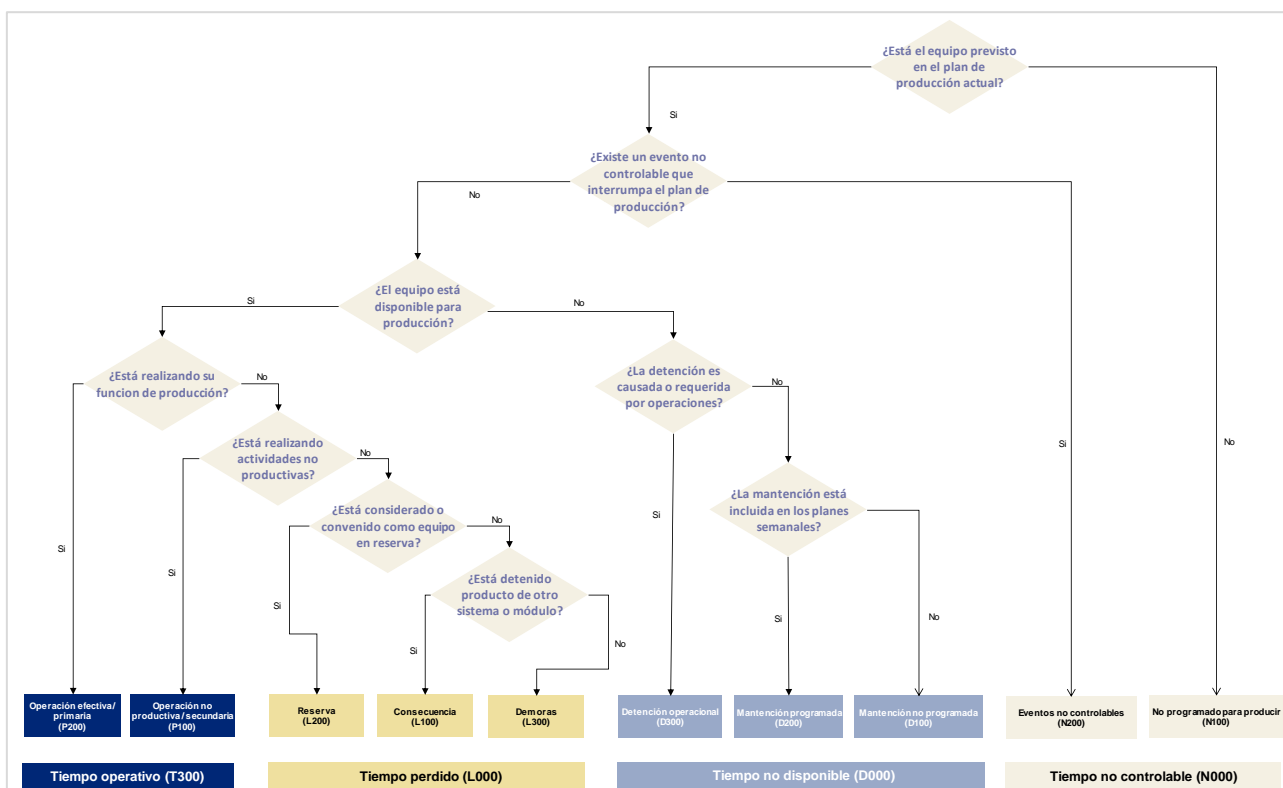 ¿Está el equipo previsto
en el plan de
producción actual?
Si
¿Existe un evento no
controlable que
interrumpa el plan de
producción?
No
¿El equipo está
disponible para
producción?
Si
No
¿Está realizando su
funcion de producción?
No
¿La detención es
causada o requerida
por operaciones?
No
¿Está realizando
actividades no
productivas?
No
¿Está considerado o
convenido como equipo
en reserva?
No
¿La mantención está
incluida en los planes
semanales?
¿Está detenido
producto de otro
sistema o módulo?
Si
Si
Si
Si
No
Si
Si
No
Si
No
Operación efectiva/
primaria
(P200)
Operación no
productiva / secundaria
(P100)
Reserva
(L200)
Consecuencia
(L100)
Demoras
(L300)
Detención operacional
(D300)
Mantención programada
(D200)
Mantención no programada
(D100)
Eventos no controlables
(N200)
No programado para producir
(N100)
Tiempo operativo (T300)
Tiempo perdido (L000)
Tiempo no disponible (D000)
Tiempo no controlable (N000)